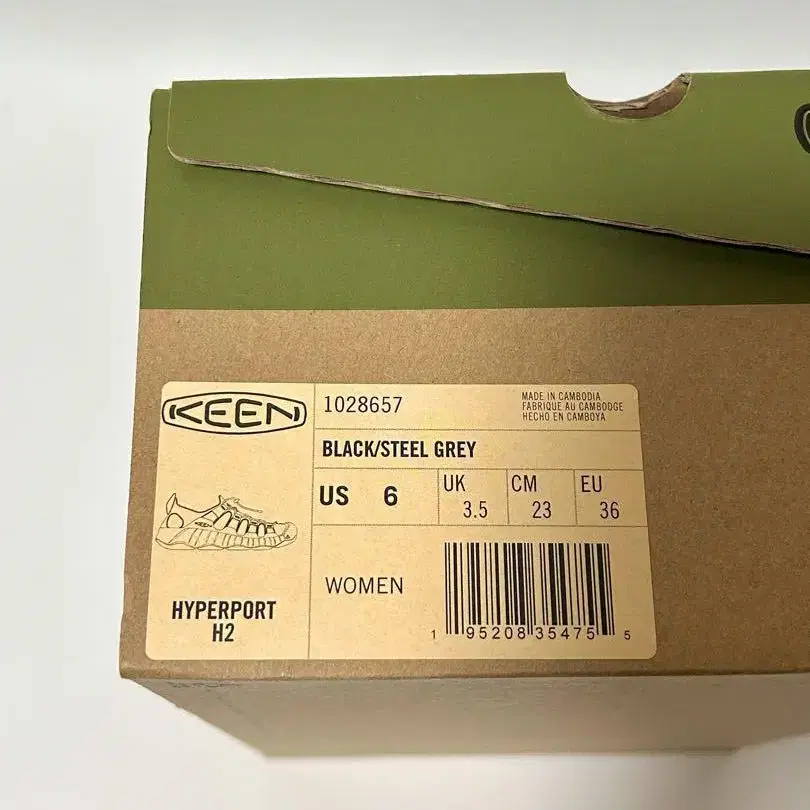 KEEN
1028657
MADE IN CAMBODIA
FABRIQUE AU CAMBODGE
HECHO EN CAMBOYA
BLACK/STEEL GREY
US 6
UK 3.5
CM 23
EU 36
KEEN
HYPERPORT
H2
WOMEN
1 95208 35475 5